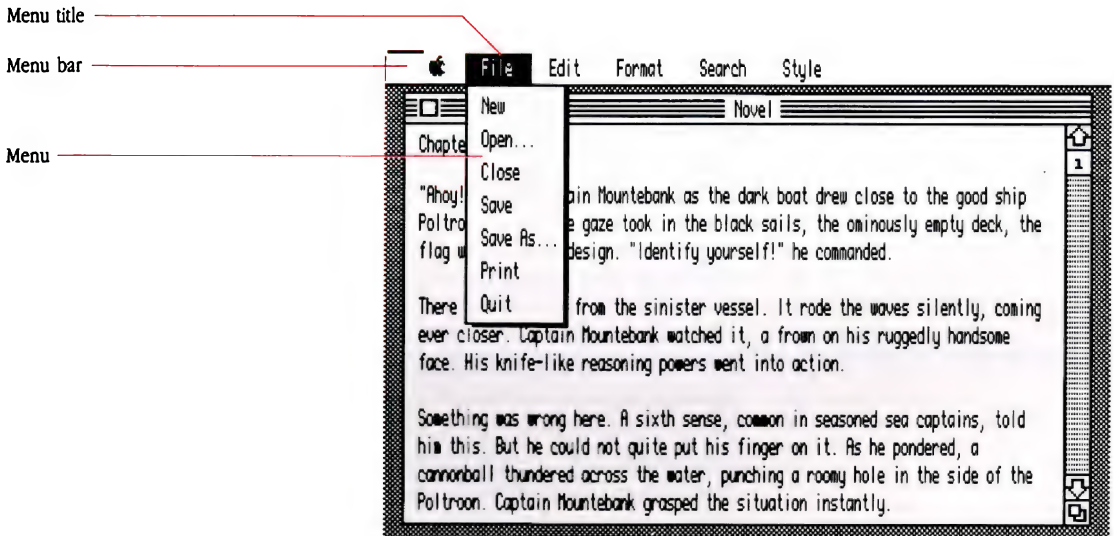 Menu title
Menu bar
File Edit Format Search Style
Novel
New
Open...
Close
Save
Save As...
Print
Quit
Menu
1
Chapte
"Ahoy! ain Mountebank as the dark boat drew close to the good ship
Poltro e gaze took in the black sails, the ominously empty deck, the
flag w design. "Identify yourself!" he commanded.
There from the sinister vessel. It rode the waves silently, coming
ever closer. Captain Mountebank watched it, a frown on his ruggedly handsome
face. His knife-like reasoning powers went into action.
Something was wrong here. A sixth sense, common in seasoned sea captains, told
him this. But he could not quite put his finger on it. As he pondered, a
cannonball thundered across the water, punching a roomy hole in the side of the
Poltroon. Captain Mountebank grasped the situation instantly.